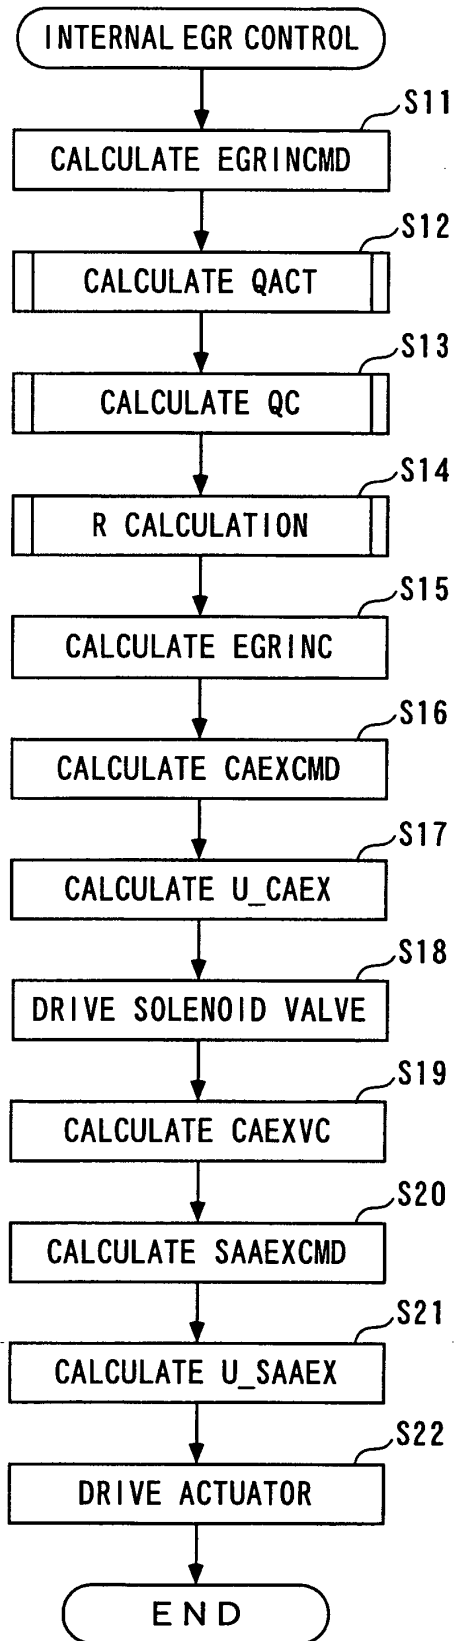 INTERNAL EGR CONTROL
S11
CALCULATE EGRINCMD
S12
CALCULATE QACT
S13
CALCULATE QC
S14
R CALCULATION
S15
CALCULATE EGRINC
S16
CALCULATE CAEXCMD
S17
CALCULATE U_CAEX
S18
DRIVE SOLENOID VALVE
S19
CALCULATE CAEXVC
S20
CALCULATE SAAEXCMD
S21
CALCULATE U_SAAEX
S22
DRIVE ACTUATOR
END